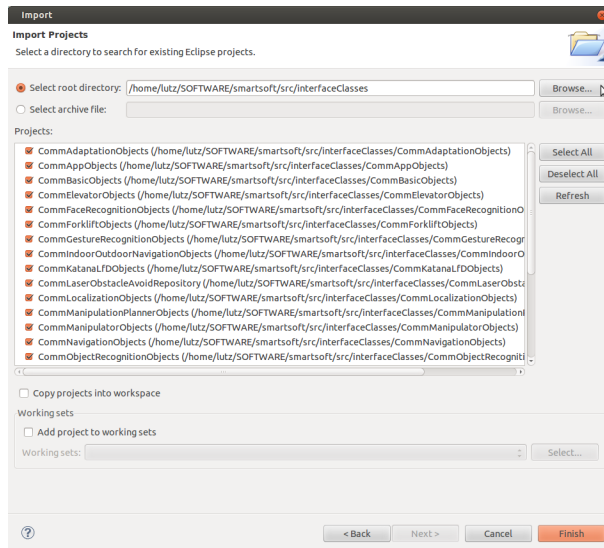 Import
Import Projects
Select a directory to search for existing Eclipse projects.
Select root directory: /home/lutz/SOFTWARE/smartsoft/src/interfaceClasses Browse...
Select archive file: Browse...
Projects:
CommAdaptationObjects (/home/lutz/SOFTWARE/smartsoft/src/interfaceClasses/CommAdaptationObjects) Select All
CommAppObjects (/home/lutz/SOFTWARE/smartsoft/src/interfaceClasses/CommAppObjects)
CommBasicObjects (/home/lutz/SOFTWARE/smartsoft/src/interfaceClasses/CommBasicObjects) Deselect All
CommElevatorObjects (/home/lutz/SOFTWARE/smartsoft/src/interfaceClasses/CommElevatorObjects) Refresh
CommFaceRecognitionObjects (/home/lutz/SOFTWARE/smartsoft/src/interfaceClasses/CommFaceRecognitionO
CommForkliftObjects (/home/lutz/SOFTWARE/smartsoft/src/interfaceClasses/CommForkliftObjects)
CommGestureRecognitionObjects (/home/lutz/SOFTWARE/smartsoft/src/interfaceClasses/CommGestureRecogr
CommIndoorOutdoorNavigationObjects (/home/lutz/SOFTWARE/smartsoft/src/interfaceClasses/CommIndoorO
CommKatanaLfDObjects (/home/lutz/SOFTWARE/smartsoft/src/interfaceClasses/CommKatanaLfDObjects)
CommLaserObstacleAvoidRepository (/home/lutz/SOFTWARE/smartsoft/src/interfaceClasses/CommLaserObsta
CommLocalizationObjects (/home/lutz/SOFTWARE/smartsoft/src/interfaceClasses/CommLocalizationObjects)
CommManipulationPlannerObjects (/home/lutz/SOFTWARE/smartsoft/src/interfaceClasses/CommManipulationl
CommManipulatorObjects (/home/lutz/SOFTWARE/smartsoft/src/interfaceClasses/CommManipulatorObjects)
CommNavigationObjects (/home/lutz/SOFTWARE/smartsoft/src/interfaceClasses/CommNavigationObjects)
CommObjectRecognitionObjects (/home/lutz/SOFTWARE/smartsoft/src/interfaceClasses/CommObjectRecogniti
Copy projects into workspace
Working sets
Add project to working sets
Working sets: Select...
? < Back Next > Cancel Finish